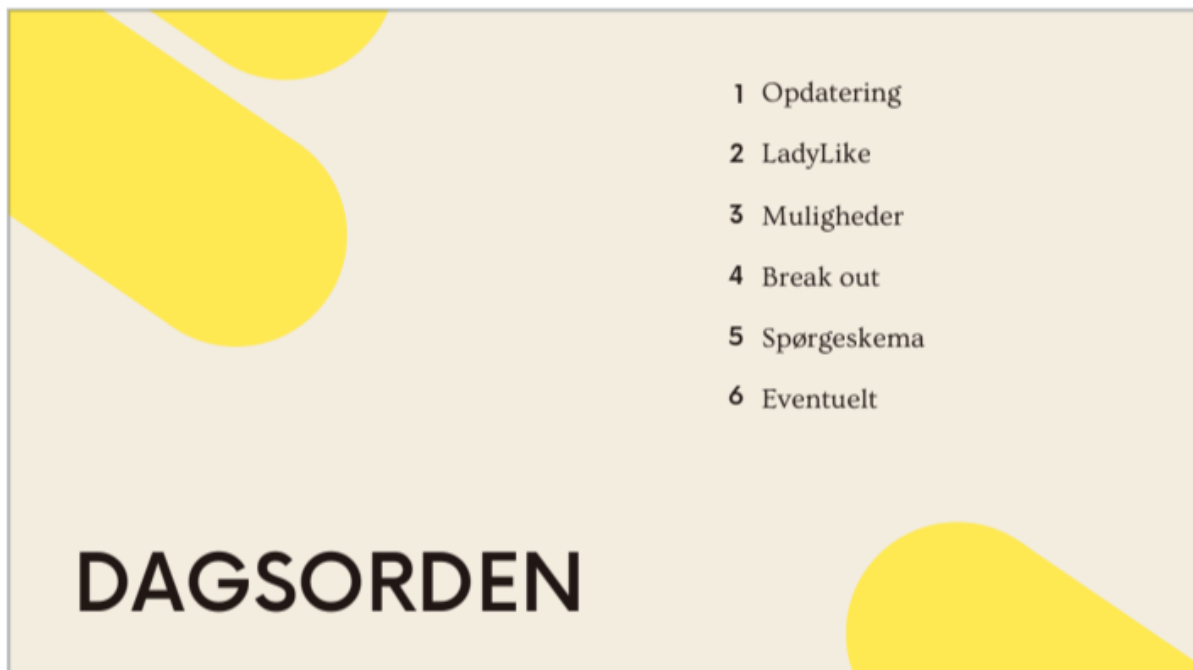 1 Opdatering
2 LadyLike
3 Muligheder
4 Break out
5 Spørgeskema
6 Eventuelt
DAGSORDEN